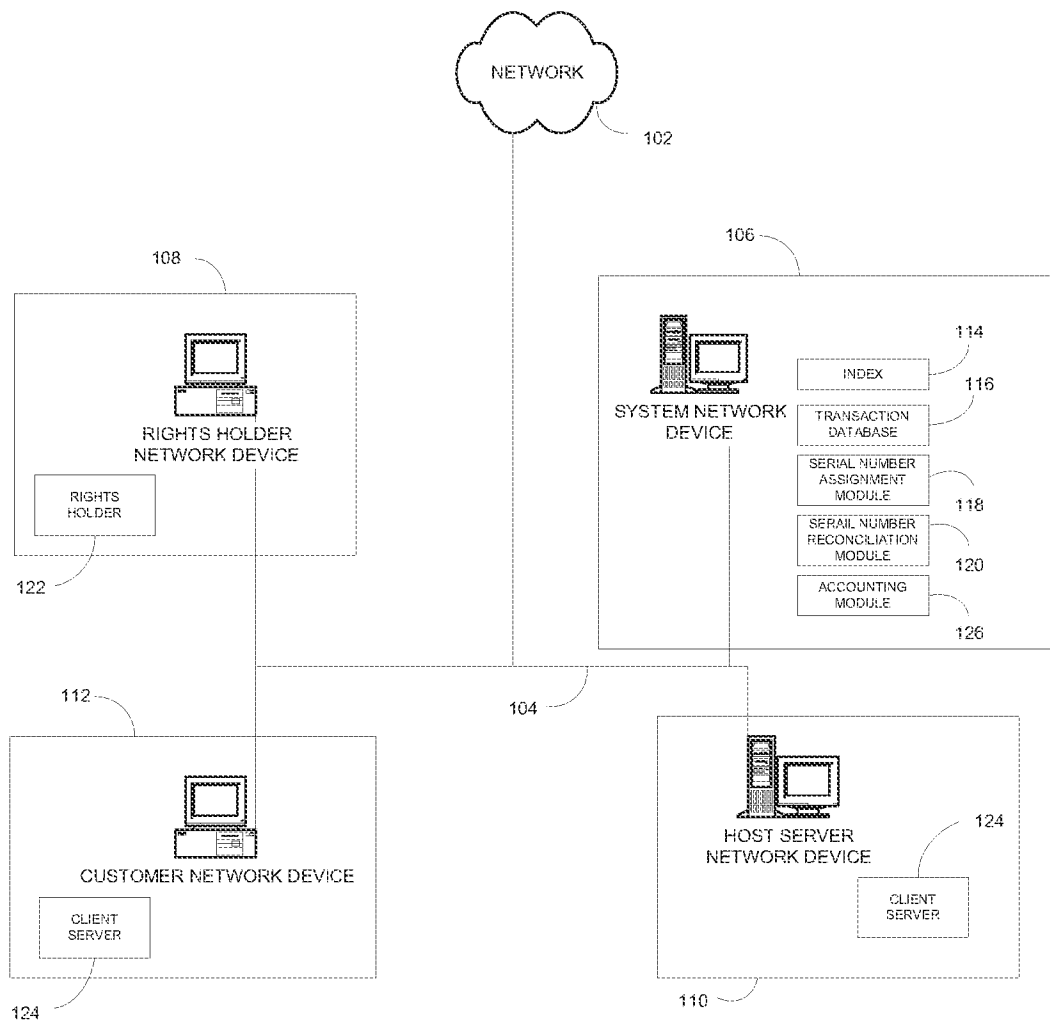 NETWORK
102
106
108
114
INDEX
116
TRANSACTION
DATABASE
SYSTEM NETWORK
DEVICE
SERIAL NUMBER
ASSIGNMENT
MODULE
118
RIGHTS HOLDER
NETWORK DEVICE
RIGHTS
HOLDER
SERAIL NUMBER
RECONCILIATION
MODULE
120
122
ACCOUNTING
MODULE
126
112
104
CUSTOMER NETWORK DEVICE
CLIENT
SERVER
124
HOST SERVER
NETWORK DEVICE
124
CLIENT
SERVER
110